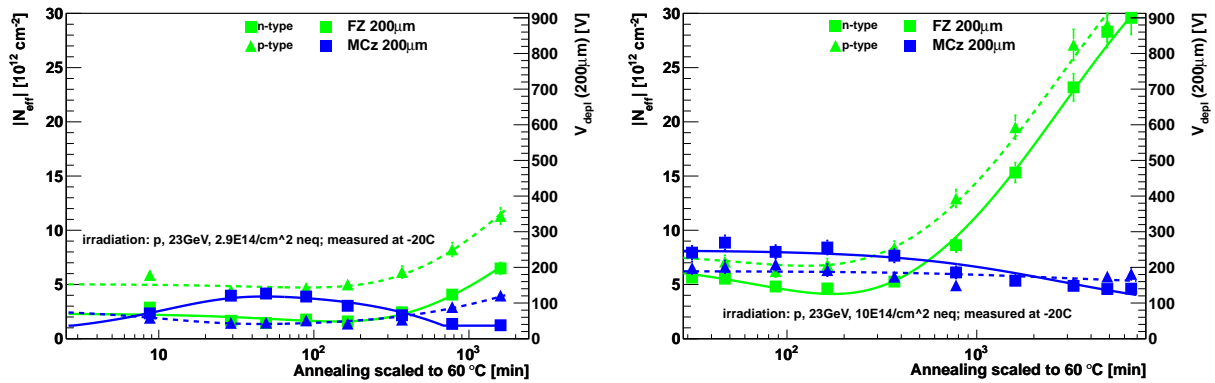 n-type FZ 200μm
p-type MCz 200μm
|N_eff| [10^12 cm^-2]
30
25
20
15
10
5
0
V_depl (200μm) [V]
900
800
700
600
500
400
300
200
100
0
irradiation: p, 23GeV, 2.9E14/cm^2 neq; measured at -20C
10 10^2 10^3
Annealing scaled to 60 °C [min]
n-type FZ 200μm
p-type MCz 200μm
|N_eff| [10^12 cm^-2]
30
25
20
15
10
5
0
V_depl (200μm) [V]
900
800
700
600
500
400
300
200
100
0
irradiation: p, 23GeV, 10E14/cm^2 neq; measured at -20C
10^2 10^3
Annealing scaled to 60 °C [min]